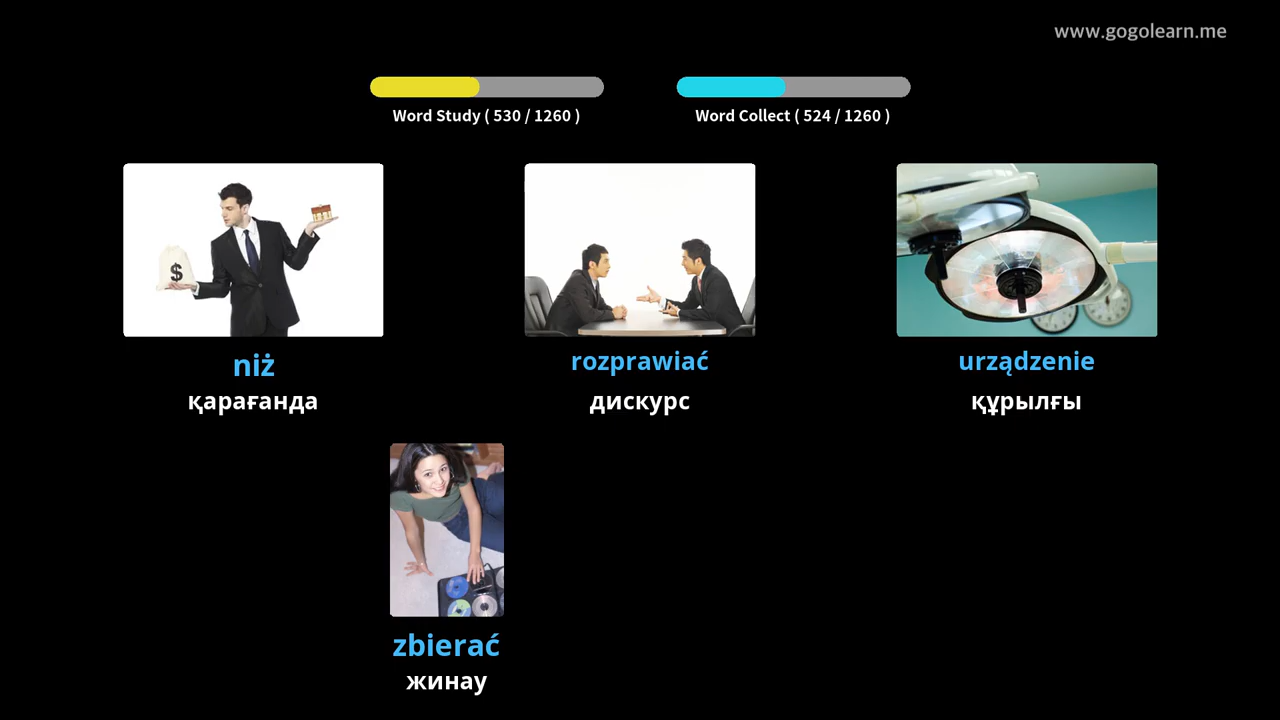 www.gogolearn.me
Word Study ( 530 / 1260 )
Word Collect ( 524 / 1260 )
$
niż
қарағанда
rozprawiać
дискурс
urządzenie
құрылғы
zbierać
жинау